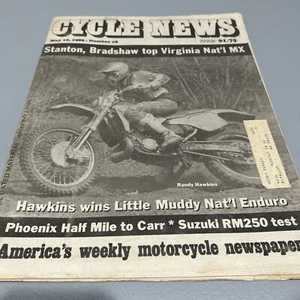 CYCLE NEWS
$1.75
Stanton, Bradshaw top Virginia Nat'l MX
Randy Hawkins
Hawkins wins Little Muddy Nat'l Enduro
Phoenix Half Mile to Carr * Suzuki RM250 test
America's weekly motorcycle newspaper